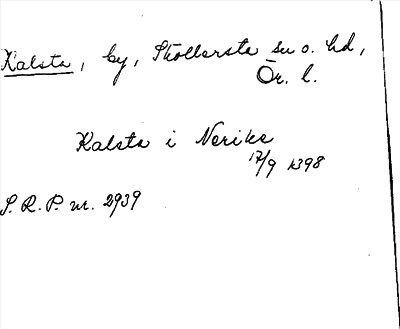 Kalsta, by, Skollersta sn o. hd,
Ör. l.
Kalsta i Nerike
17/9 1398
S. R. P. nr. 2939